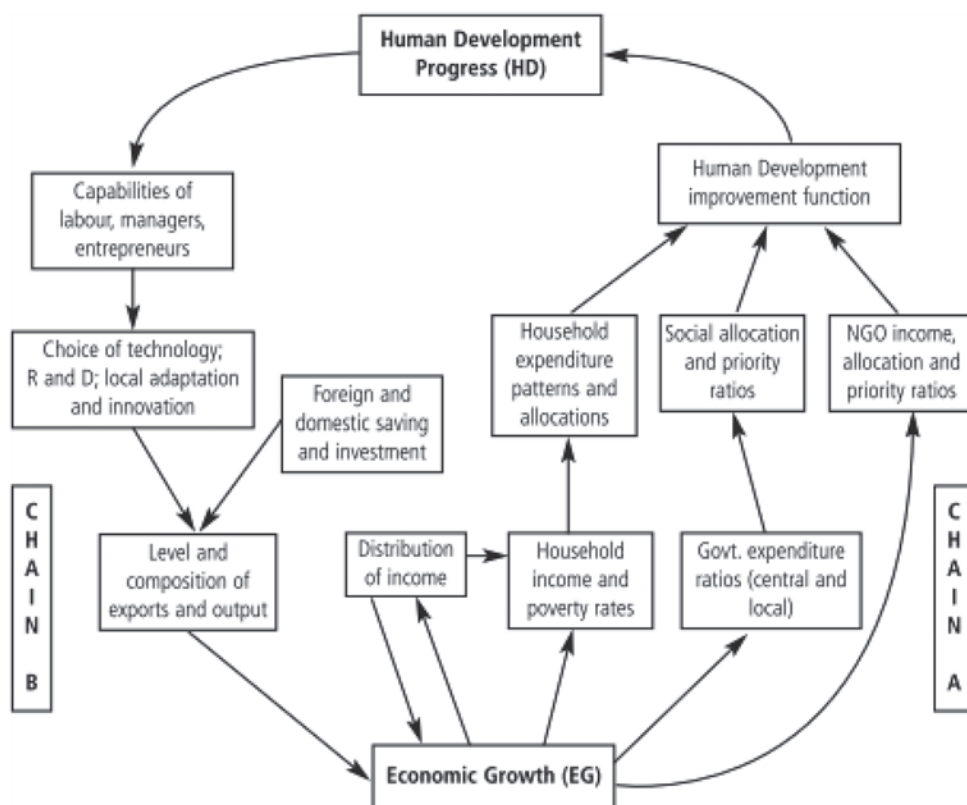 Human Development
Progress (HD)
Human Development
improvement function
Capabilities of
labour, managers,
entrepreneurs
Choice of technology;
R and D; local adaptation
and innovation
Foreign and
domestic saving
and investment
Household
expenditure
patterns and
allocations
Social allocation
and priority
ratios
NGO income,
allocation and
priority ratios
CHAIN B
Level and
composition of
exports and output
Distribution
of income
Household
income and
poverty rates
Govt. expenditure
ratios (central and
local)
CHAIN A
Economic Growth (EG)